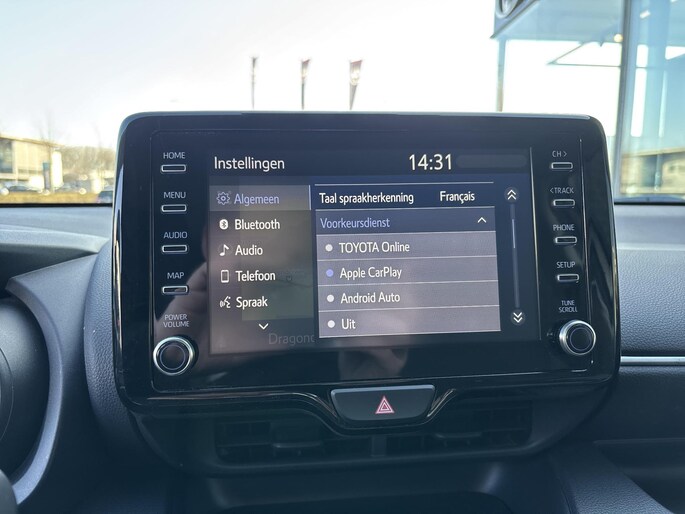 HOME
MENU
AUDIO
MAP
POWER
VOLUME
Instellingen
14:31
Algemeen
Bluetooth
Audio
Telefoon
Spraak
Taal spraakherkenning Français
Voorkeursdienst
TOYOTA Online
Apple CarPlay
Android Auto
Uit
CH >
< TRACK
PHONE
SETUP
TUNE
SCROLL